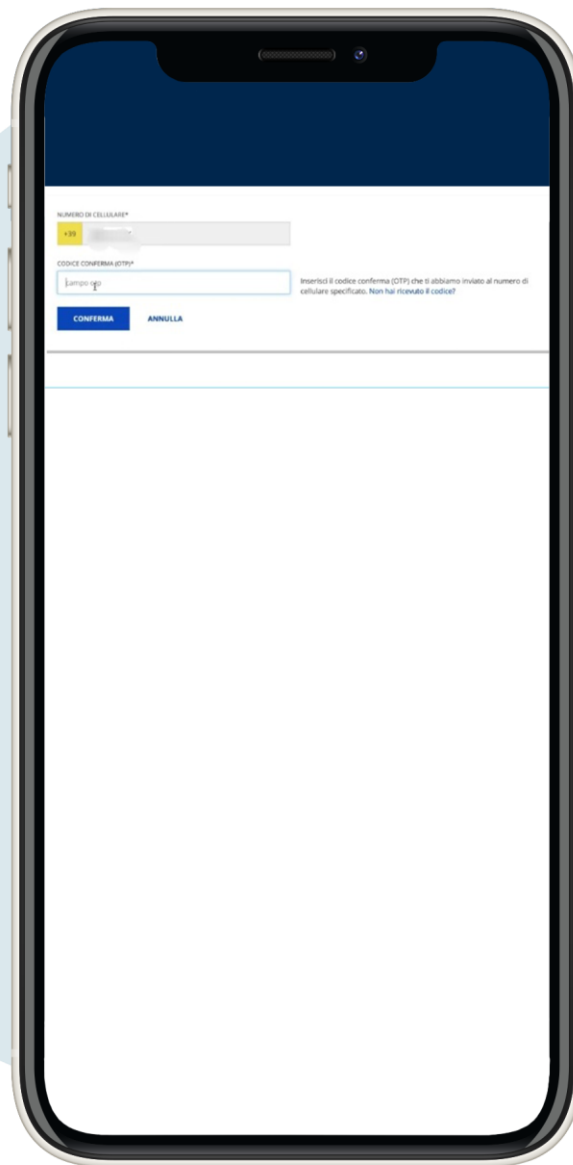 NUMERO DI CELLULARE*
+39
CODICE CONFERMA (OTP)*
Campo otp
Inserisci il codice conferma (OTP) che ti abbiamo inviato al numero di
cellulare specificato. Non hai ricevuto il codice?
CONFERMA ANNULLA